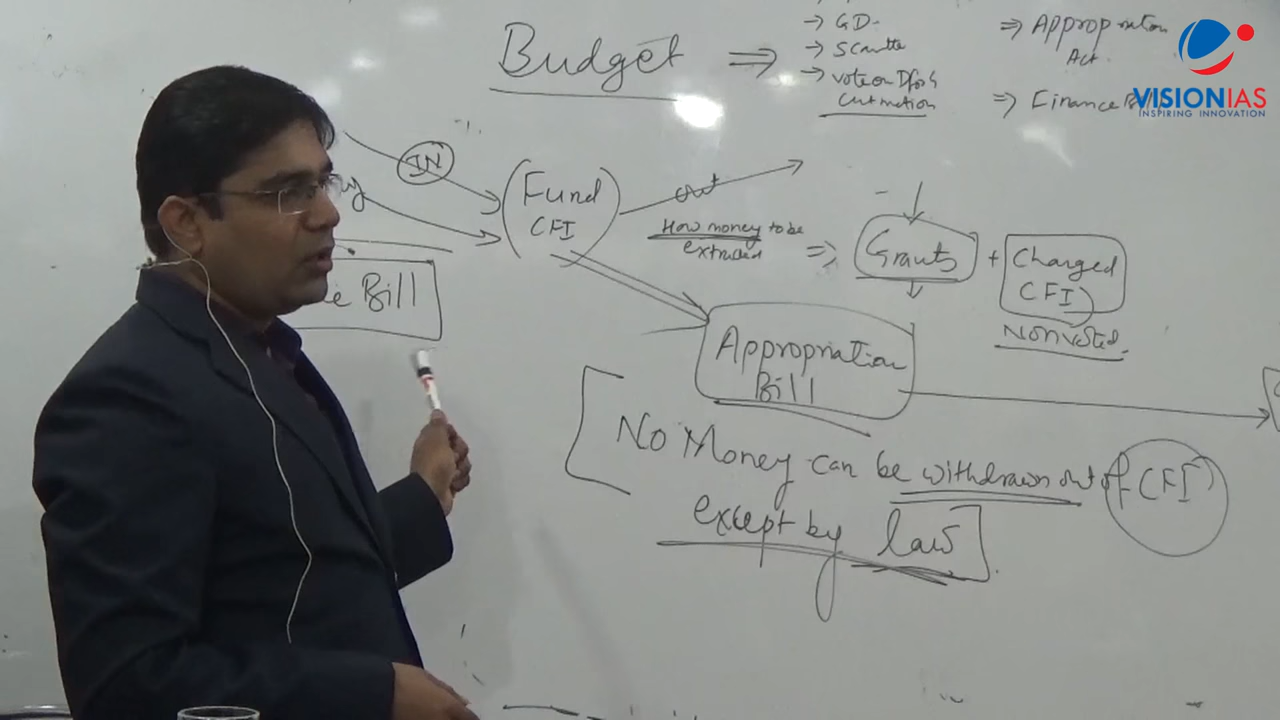 Budget ⇒
→ GD.
→ Scrutte
→ vote on Dfor
cut motion
⇒ Appropriation
Act.
⇒ Finance B
VISIONIAS
INSPIRING INNOVATION
IN
Fund
CFI
out
How money to be
extracted
⇒ Grants + Charged
CFI
Non voted.
Bill
Appropriation
Bill
No Money can be withdrawn out of CFI
except by law